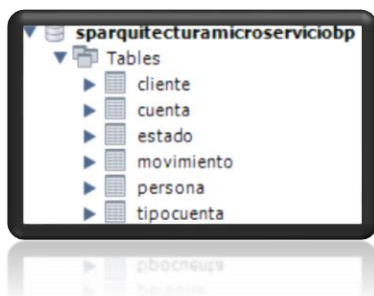 sparquitecturamicroserviciobp
Tables
cliente
cuenta
estado
movimiento
persona
tipocuenta